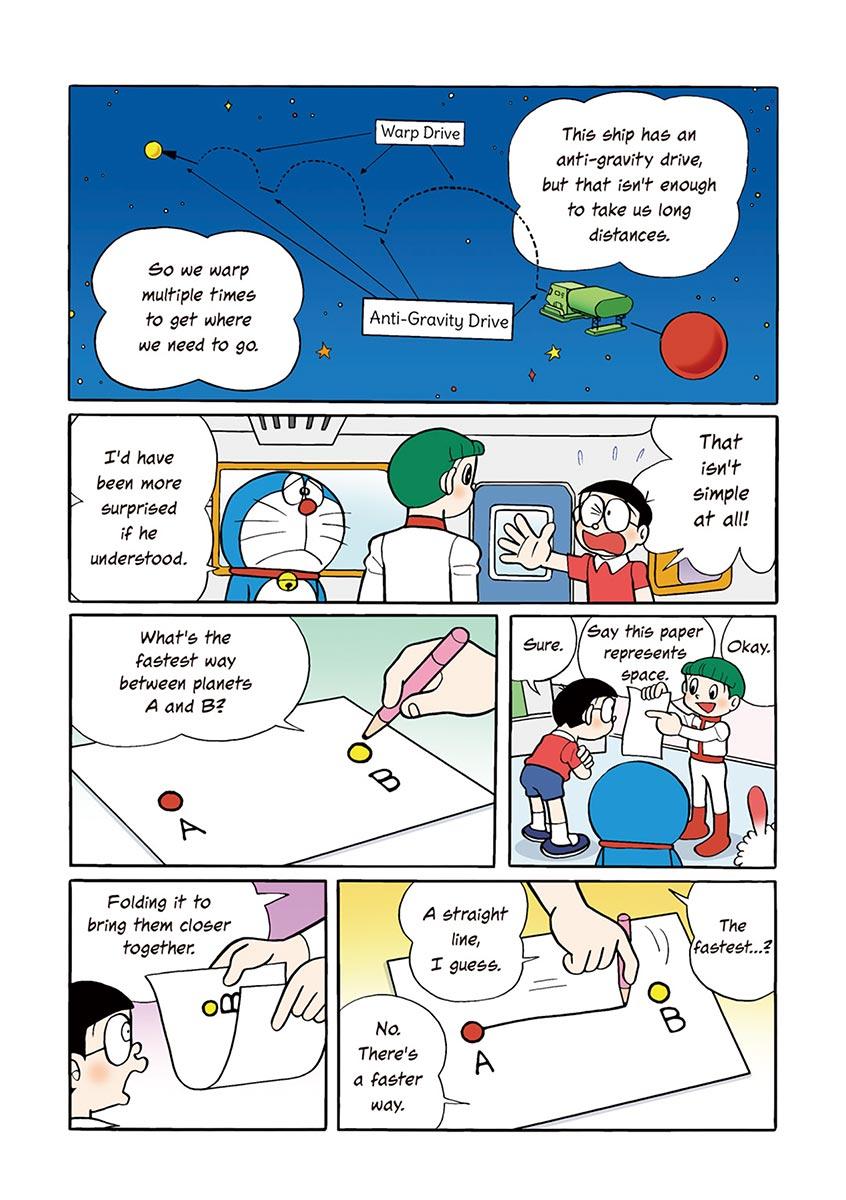 This ship has an
anti-gravity drive,
but that isn't enough
to take us long
distances.
Warp Drive
So we warp
multiple times
to get where
we need to go.
Anti-Gravity Drive
That
isn't
simple
at all!
I'd have
been more
surprised
if he
understood.
Okay.
Say this paper
represents
space.
Sure.
What's the
fastest way
between planets
A and B?
A
B
The
fastest...?
A straight
line,
I guess.
No.
There's
a faster
way.
A
B
Folding it to
bring them closer
together.
B